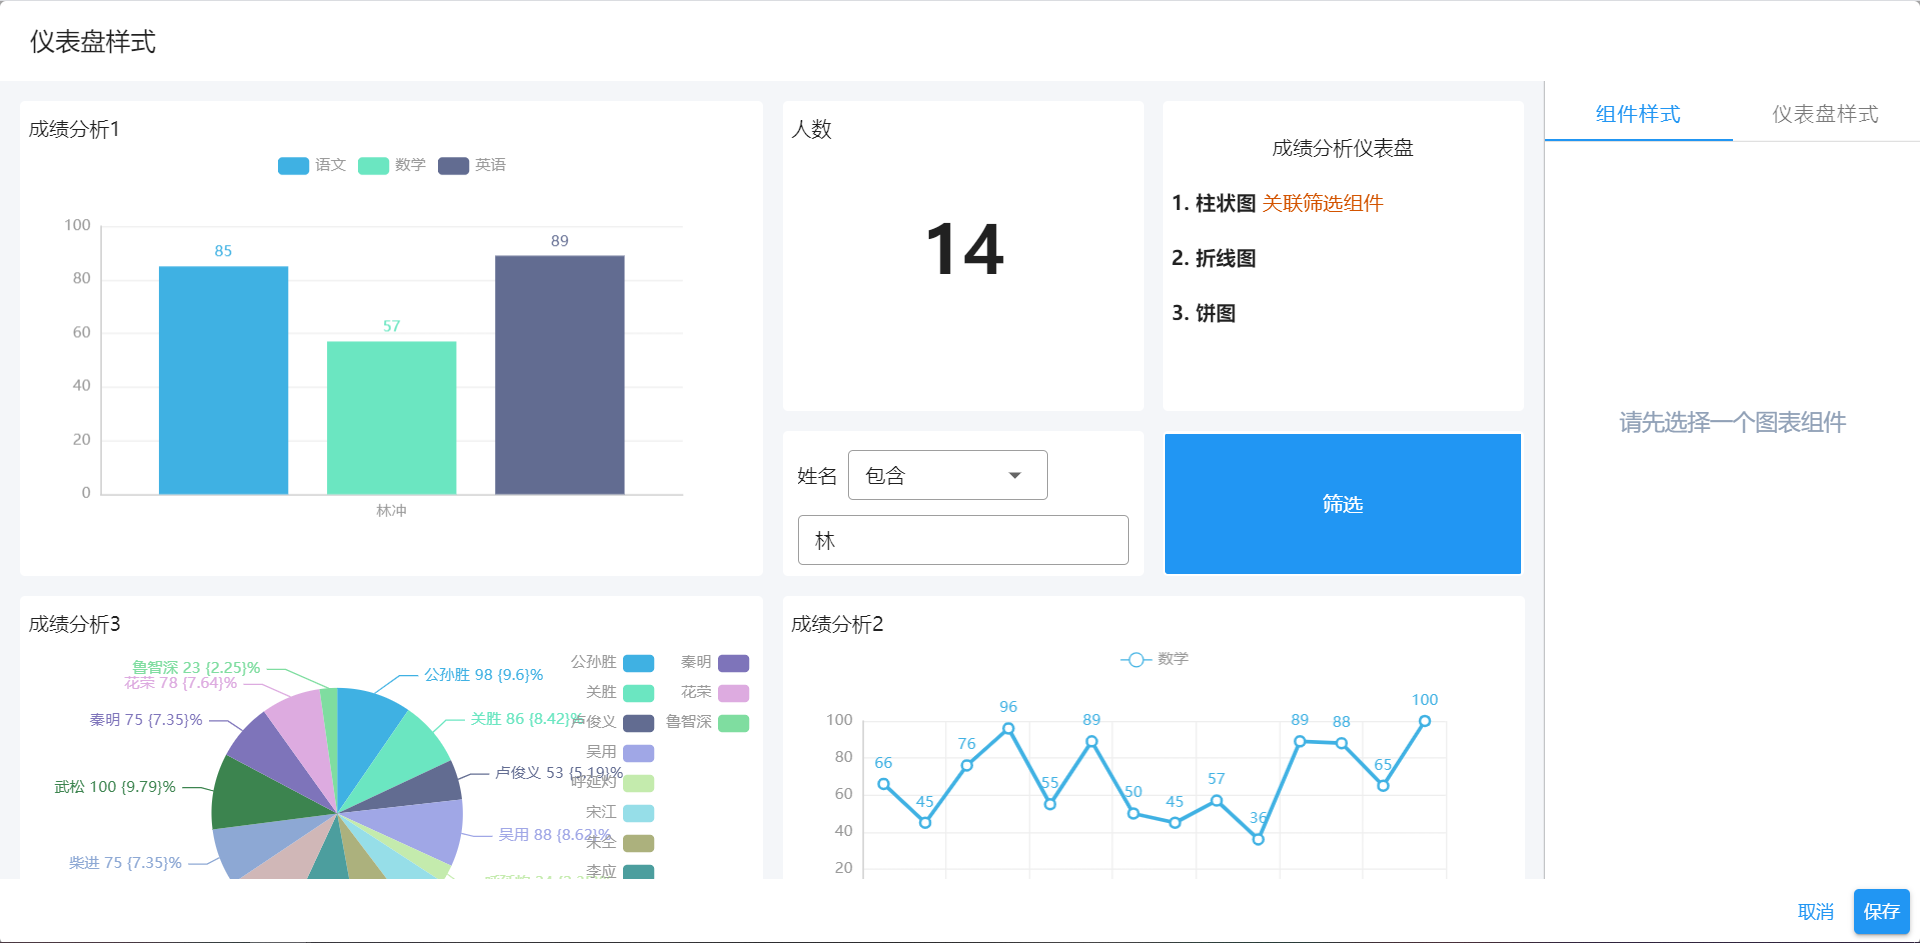 仪表盘样式
组件样式
仪表盘样式
请先选择一个图表组件
成绩分析1
语文 数学 英语
100
80
60
40
20
0
85
57
89
林冲
人数
14
成绩分析仪表盘
1. 柱状图 关联筛选组件
2. 折线图
3. 饼图
姓名 包含
林
筛选
成绩分析3
鲁智深 23 {2.25}%
花荣 78 {7.64}%
秦明 75 {7.35}%
武松 100 {9.79}%
柴进 75 {7.35}%
公孙胜 98 {9.6}%
关胜 86 {8.42}%
卢俊义 53 {5.19}%
吴用 88 {8.62}%
公孙胜 秦明
关胜 花荣
卢俊义 鲁智深
吴用
呼延灼
宋江
朱仝
李应
成绩分析2
数学
100
80
60
40
20
66
45
76
96
55
89
50
45
57
36
89
88
65
100
取消 保存